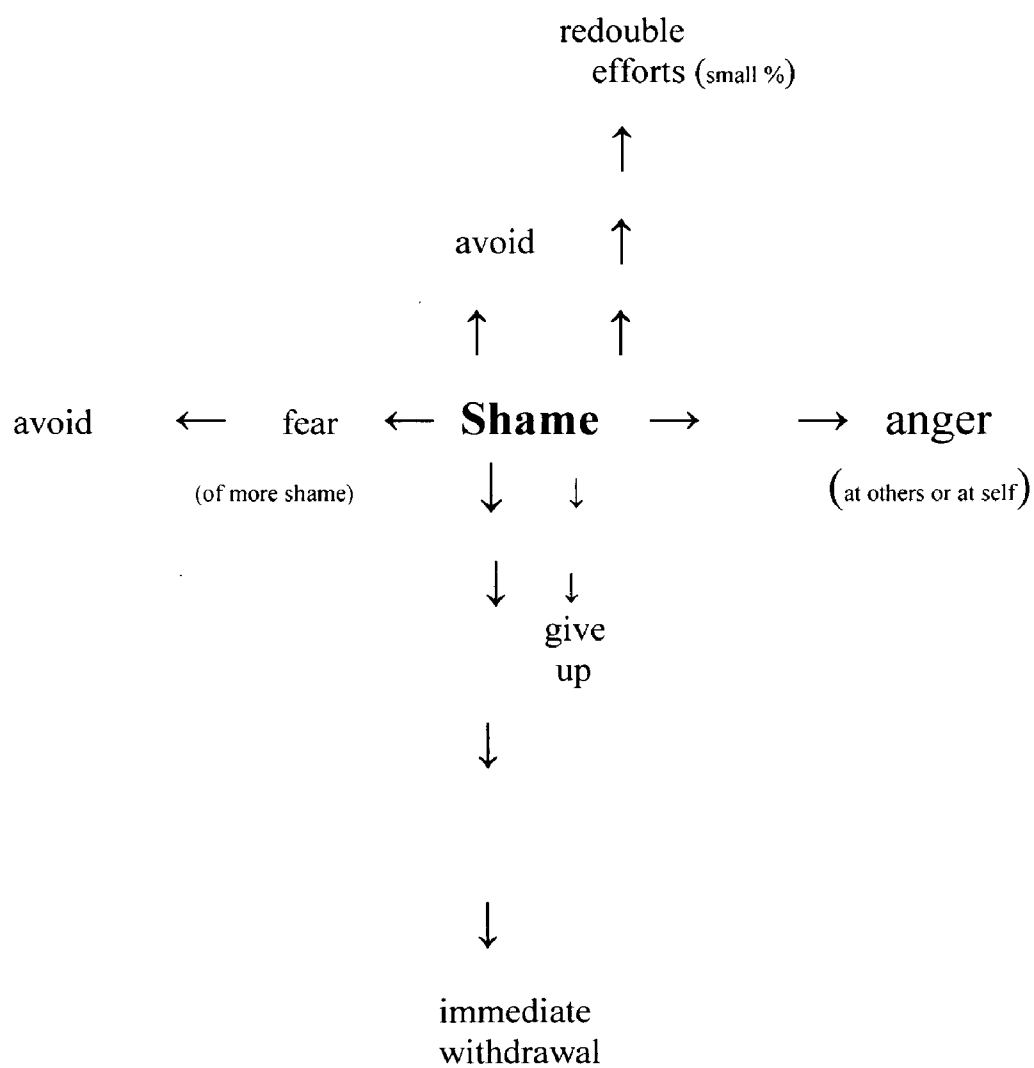 redouble
efforts (small %)
↑
avoid ↑
↑ ↑
avoid ← fear ← Shame → → anger
(of more shame) ↓ ↓ (at others or at self)
↓ ↓
give
up
↓
↓
immediate
withdrawal